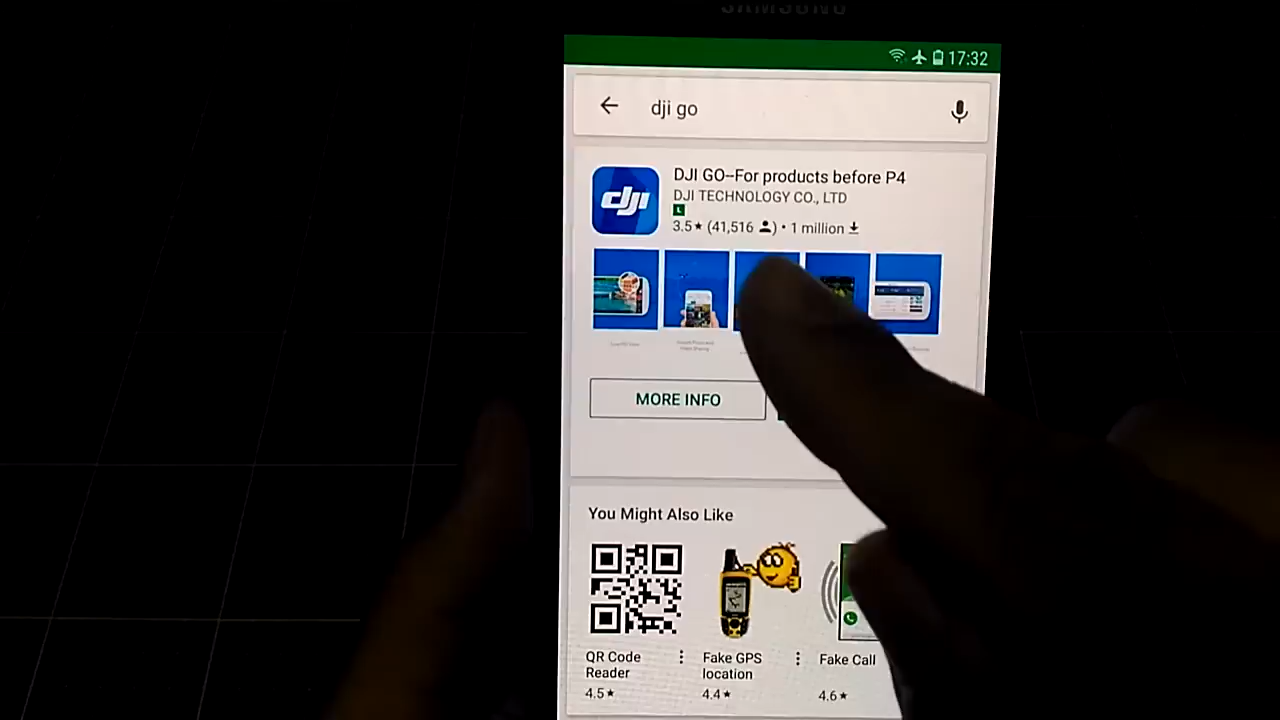 SAMSUNG
17:32
dji go
dji
DJI GO--For products before P4
DJI TECHNOLOGY CO., LTD
L
3.5★ (41,516 ) • 1 million
MORE INFO
You Might Also Like
QR Code Reader
Fake GPS location
Fake Call
4.5★
4.4★
4.6★